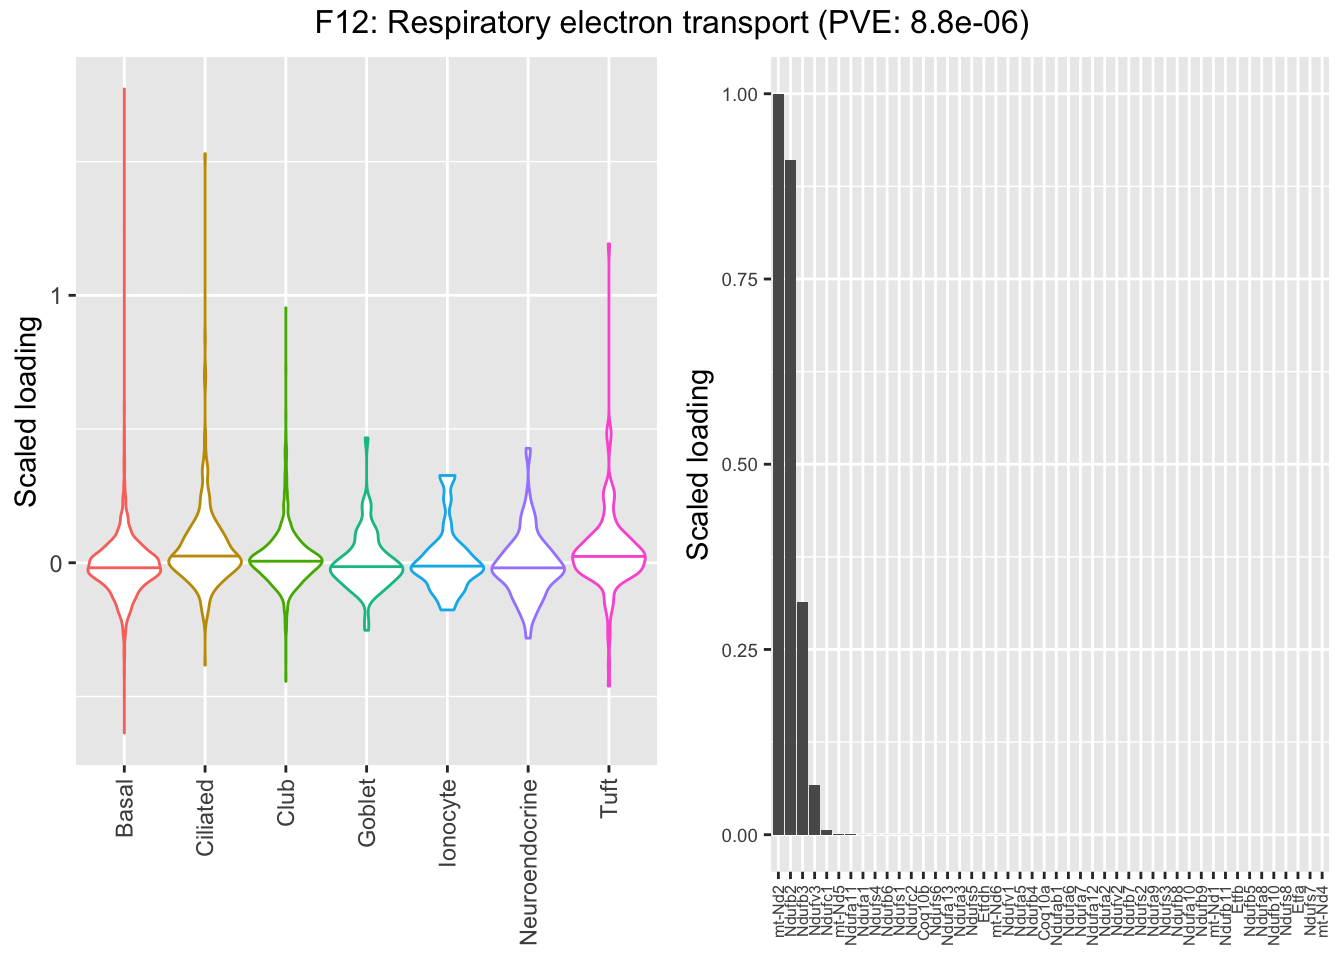 F12: Respiratory electron transport (PVE: 8.8e-06)
Scaled loading
1
0
Basal
Ciliated
Club
Goblet
Ionocyte
Neuroendocrine
Tuft
Scaled loading
1.00
0.75
0.50
0.25
0.00
mt-Nd2
Ndufb2
Ndufb3
Ndufv3
Ndufc1
mt-Nd5
Ndufa11
Ndufa1
Ndufs4
Ndufb6
Ndufs1
Ndufc2
Coq10b
Ndufs6
Ndufa13
Ndufa3
Ndufs5
Etfdh
mt-Nd6
Ndufv1
Ndufa5
Ndufb4
Coq10a
Ndufab1
Ndufa6
Ndufa7
Ndufa12
Ndufa2
Ndufv2
Ndufb7
Ndufs2
Ndufa9
Ndufs3
Ndufb8
Ndufa10
Ndufb9
mt-Nd1
Ndufb11
Etfb
Ndufb5
Ndufa8
Ndufb10
Ndufs8
Etfa
Ndufs7
mt-Nd4